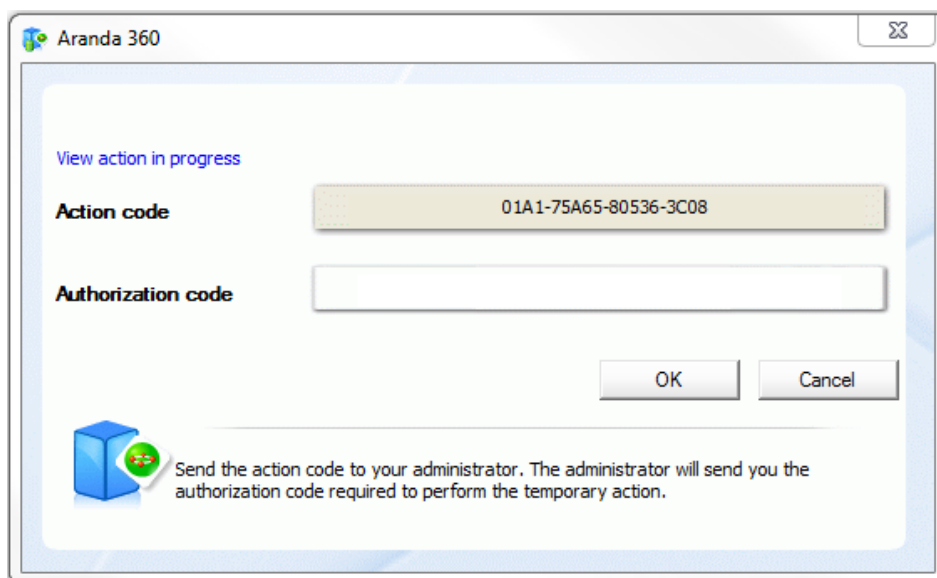 Aranda 360
View action in progress
Action code
01A1-75A65-80536-3C08
Authorization code
OK
Cancel
Send the action code to your administrator. The administrator will send you the
authorization code required to perform the temporary action.